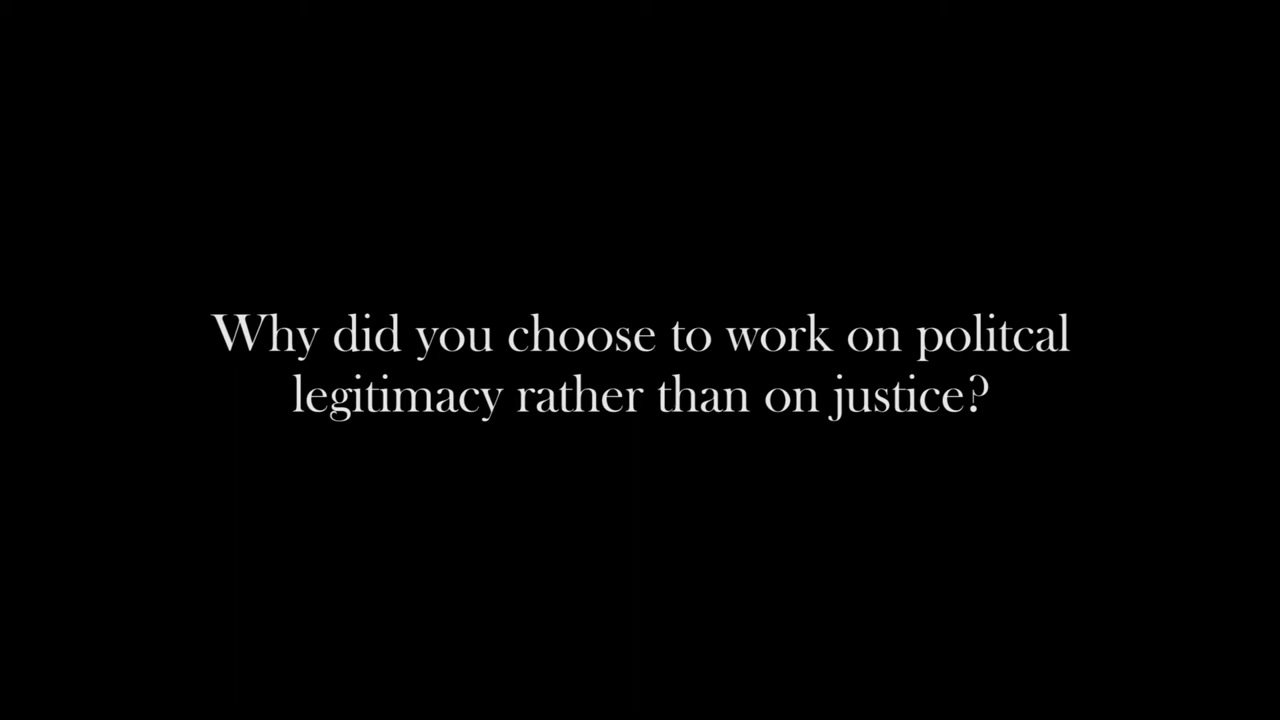 Why did you choose to work on politcal
legitimacy rather than on justice?